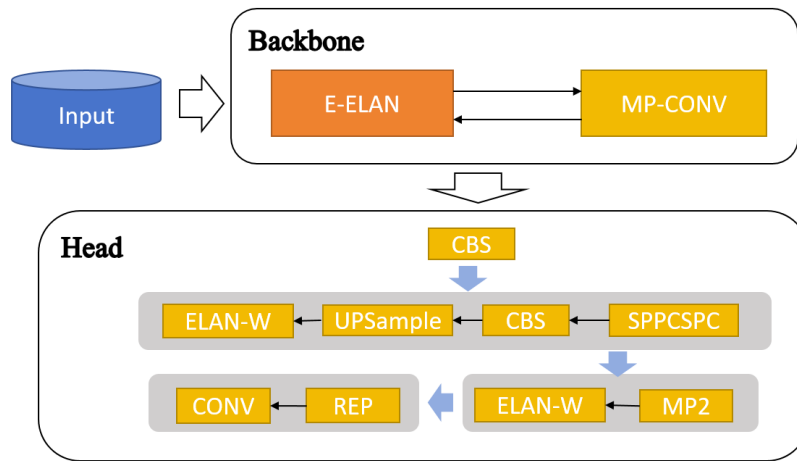 Backbone
Input
E-ELAN
MP-CONV
Head
CBS
ELAN-W
UPSample
CBS
SPPCSPC
CONV
REP
ELAN-W
MP2